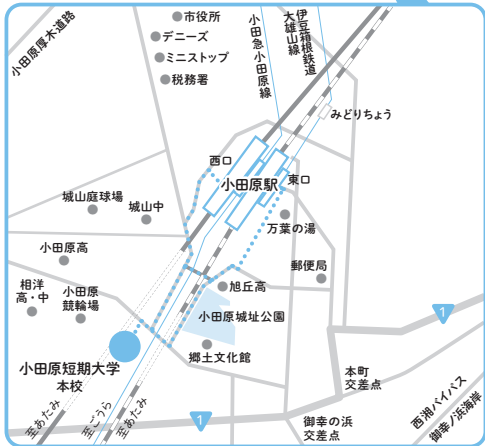 市役所
デニーズ
ミニストップ
税務署
小田原厚木道路
小田急小田原線
伊豆箱根鉄道
大雄山線
みどりちょう
西口
小田原駅
東口
城山庭球場
城山中
万葉の湯
小田原高
郵便局
相洋
高・中
小田原
競輪場
旭丘高
小田原城址公園
1
郷土文化館
小田原短期大学
本校
本町
交差点
至あたみ
至ごうら
至あたみ
1
御幸の浜
交差点
西湘バイパス
御幸ノ浜海岸